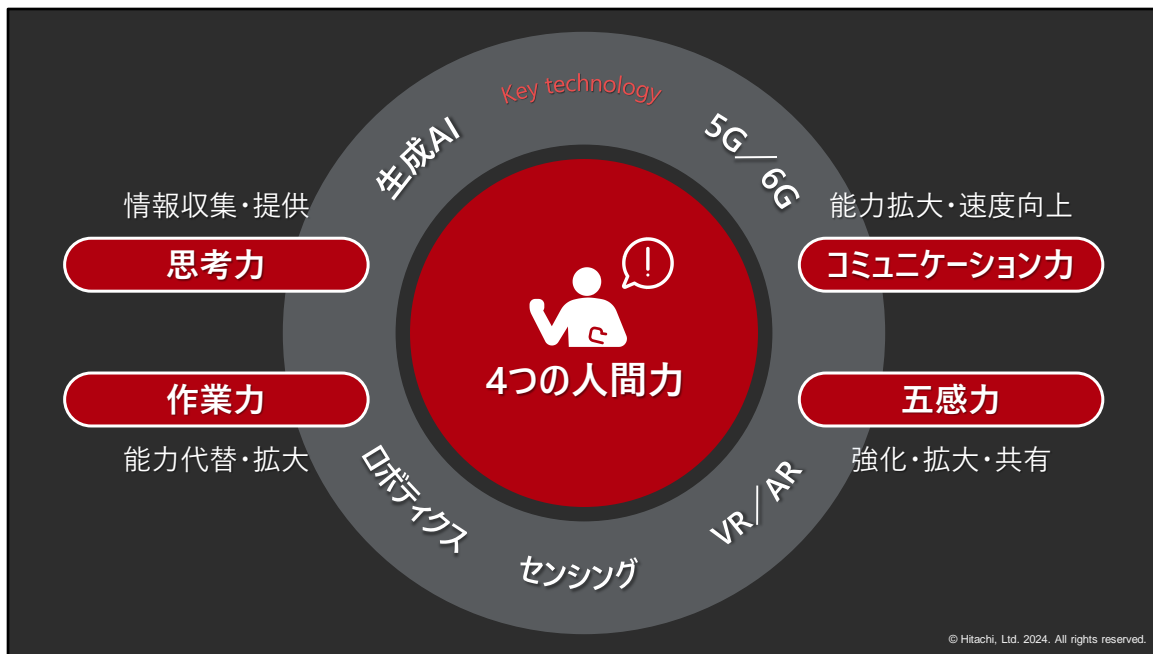 Key technology
生成AI
5G／6G
情報収集・提供
思考力
能力拡大・速度向上
コミュニケーション力
4つの人間力
作業力
能力代替・拡大
五感力
強化・拡大・共有
ロボティクス
センシング
VR／AR
© Hitachi, Ltd. 2024. All rights reserved.